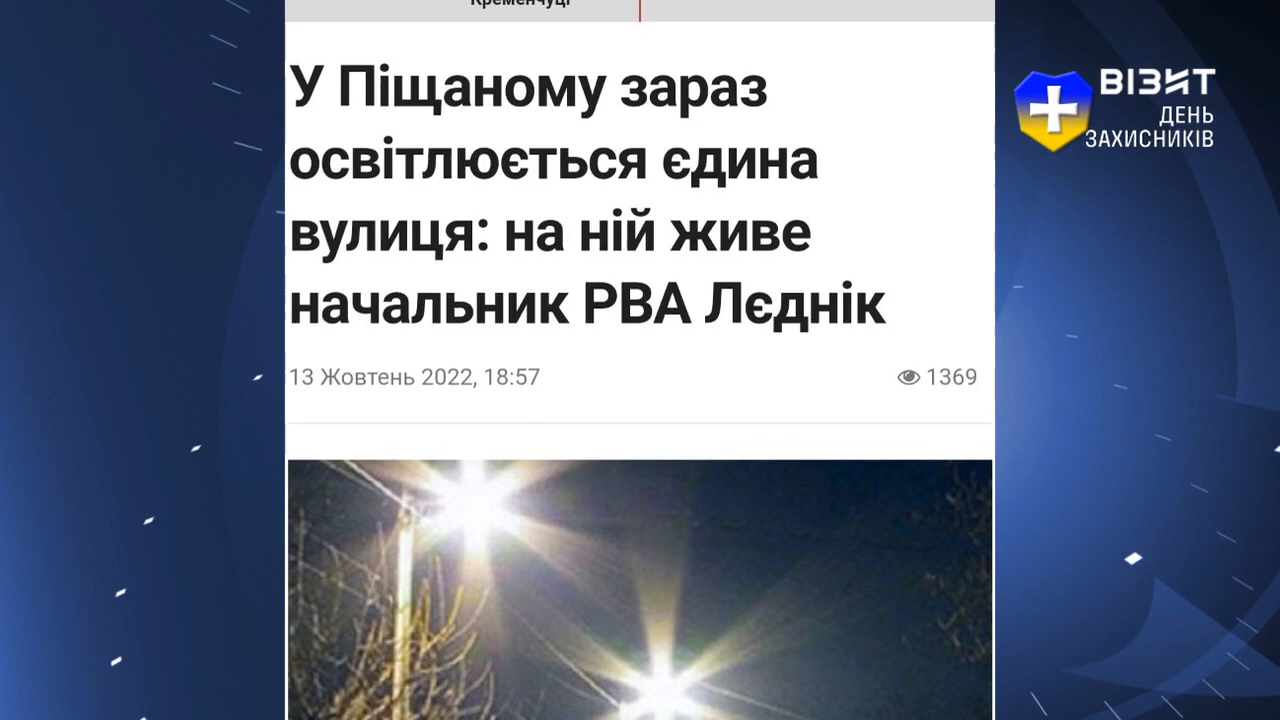 Кременчуці
У Піщаному зараз
освітлюється єдина
вулиця: на ній живе
начальник РВА Лєднік
13 Жовтень 2022, 18:57
1369
ВІЗИТ
ДЕНЬ
ЗАХИСНИКІВ